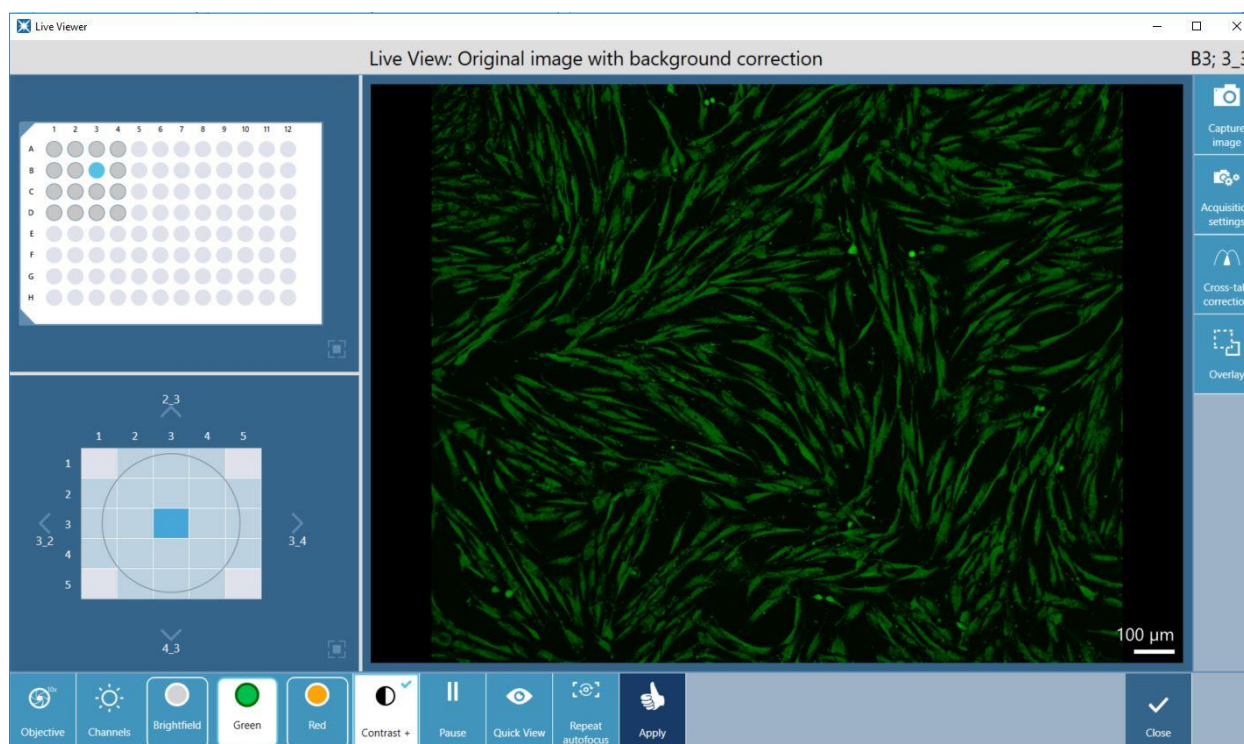 Live Viewer
Live View: Original image with background correction
B3; 3_3
1 2 3 4 5 6 7 8 9 10 11 12
A
B
C
D
E
F
G
H
2_3
1 2 3 4 5
1
2
3
4
5
3_2
3_4
4_3
100 µm
Capture
image
Acquisitio
settings
Cross-tal
correction
Overlay
10x
Objective
Channels
Brightfield
Green
Red
Contrast +
Pause
Quick View
Repeat
autofocus
Apply
Close